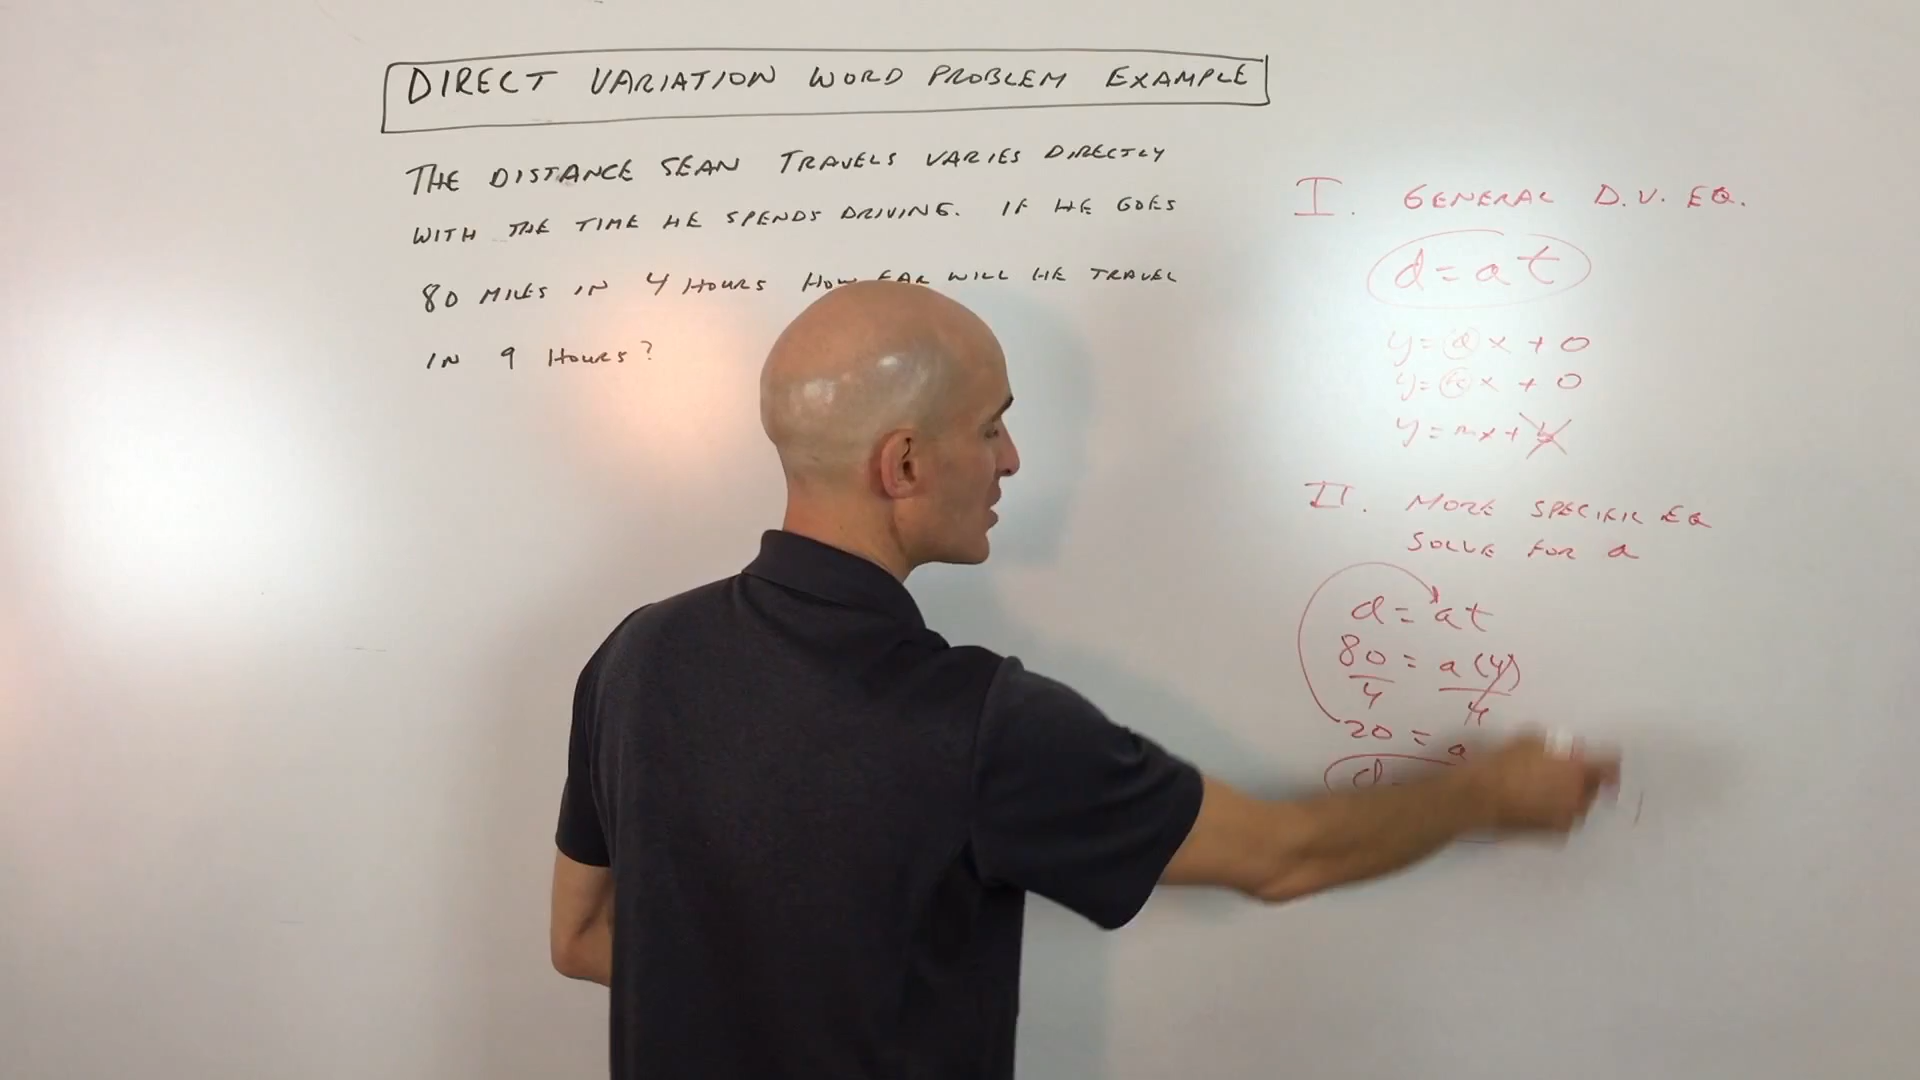 DIRECT VARIATION WORD PROBLEM EXAMPLE
THE DISTANCE SEAN TRAVELS VARIES DIRECTLY
WITH THE TIME HE SPENDS DRIVING. IF HE GOES
80 MILES IN 4 HOURS HOW FAR WILL HE TRAVEL
IN 9 HOURS?
I. GENERAL D.V. EQ.
d = at
y = a x + 0
y = k x + 0
y = mx + b
II. MORE SPECIFIC EQ
SOLVE FOR a
d = at
80 = a(4)
4 4
20 = a
d =